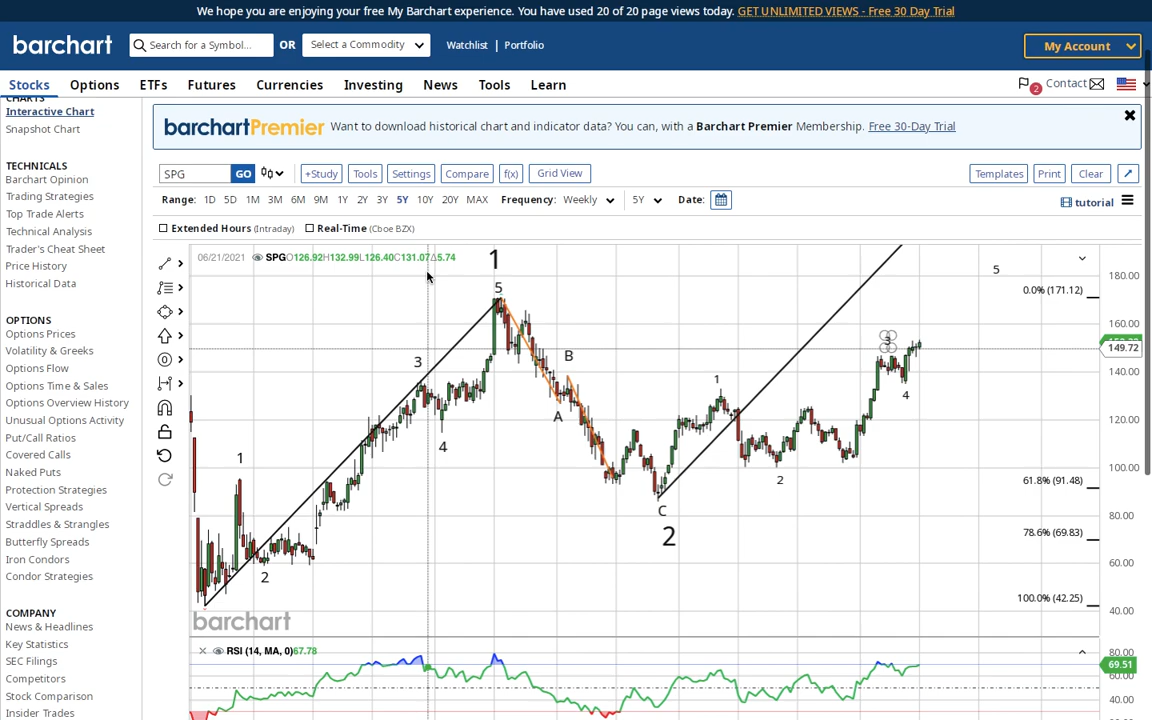 We hope you are enjoying your free My Barchart experience. You have used 20 of 20 page views today. GET UNLIMITED VIEWS - Free 30 Day Trial
barchart Search for a Symbol... OR Select a Commodity Watchlist | Portfolio My Account
Stocks Options ETFs Futures Currencies Investing News Tools Learn 2 Contact
CHARTS
Interactive Chart
Snapshot Chart
TECHNICALS
Barchart Opinion
Trading Strategies
Top Trade Alerts
Technical Analysis
Trader's Cheat Sheet
Price History
Historical Data
OPTIONS
Options Prices
Volatility & Greeks
Options Flow
Options Time & Sales
Options Overview History
Unusual Options Activity
Put/Call Ratios
Covered Calls
Naked Puts
Protection Strategies
Vertical Spreads
Straddles & Strangles
Butterfly Spreads
Iron Condors
Condor Strategies
COMPANY
News & Headlines
Key Statistics
SEC Filings
Competitors
Stock Comparison
Insider Trades
barchartPremier Want to download historical chart and indicator data? You can, with a Barchart Premier Membership. Free 30-Day Trial
SPG GO +Study Tools Settings Compare f(x) Grid View Templates Print Clear
Range: 1D 5D 1M 3M 6M 9M 1Y 2Y 3Y 5Y 10Y 20Y MAX Frequency: Weekly 5Y Date: tutorial
Extended Hours (Intraday) Real-Time (Cboe BZX)
06/21/2021 SPG O126.92 H132.99 L126.40 C131.07 Δ5.74
1
5
5
180.00
0.0% (171.12)
160.00
3
149.72
B
3
140.00
1
4
A
120.00
4
1
100.00
2
61.8% (91.48)
C
80.00
2
78.6% (69.83)
60.00
2
100.0% (42.25)
40.00
barchart
RSI (14, MA, 0) 67.78
80.00
69.51
60.00
40.00